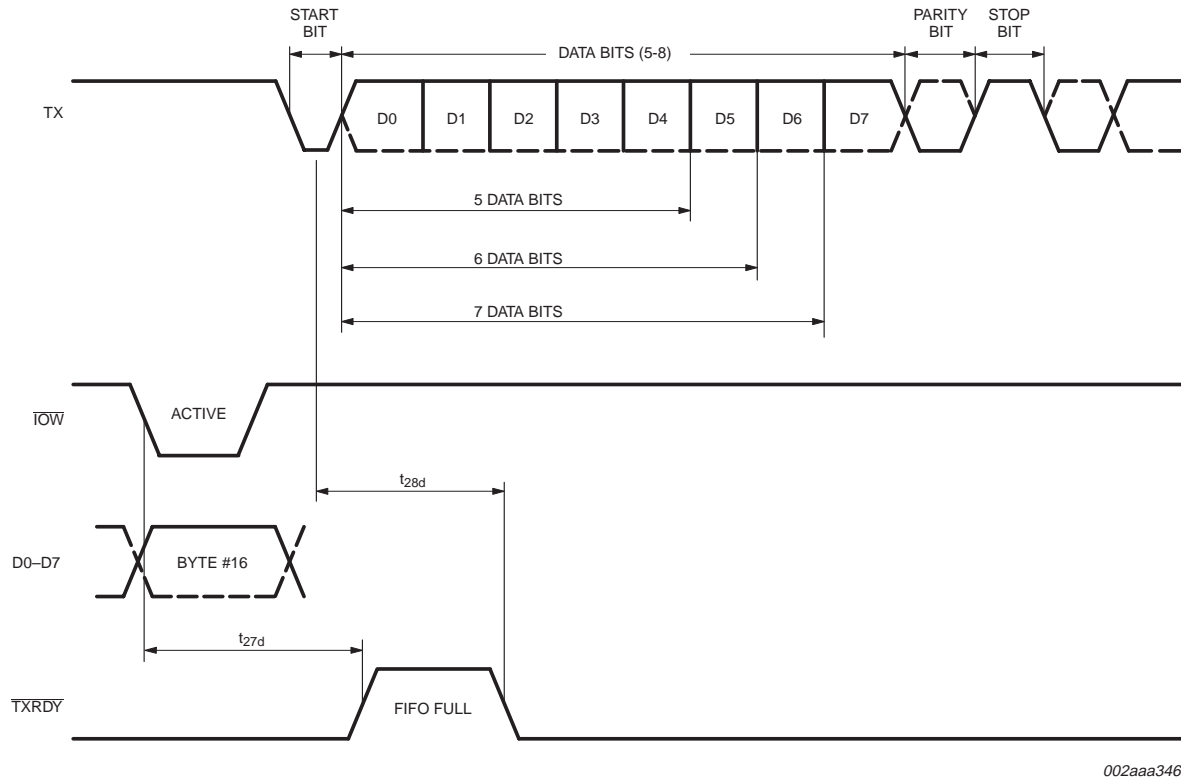 START
BIT
DATA BITS (5-8)
PARITY
BIT
STOP
BIT
TX
D0
D1
D2
D3
D4
D5
D6
D7
5 DATA BITS
6 DATA BITS
7 DATA BITS
IOW
ACTIVE
t28d
D0–D7
BYTE #16
t27d
TXRDY
FIFO FULL
002aaa346